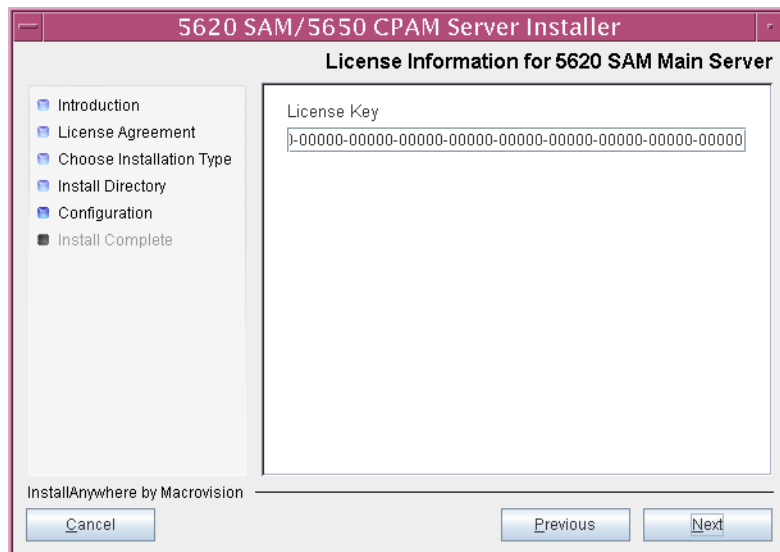 5620 SAM/5650 CPAM Server Installer
License Information for 5620 SAM Main Server
Introduction
License Agreement
Choose Installation Type
Install Directory
Configuration
Install Complete
License Key
)-00000-00000-00000-00000-00000-00000-00000-00000
InstallAnywhere by Macrovision
Cancel
Previous
Next